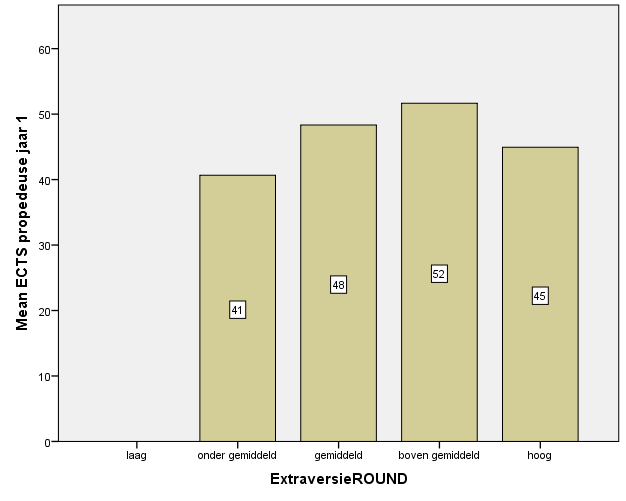 Mean ECTS propedeuse jaar 1
60
50
40
30
20
10
0
41
48
52
45
laag
onder gemiddeld
gemiddeld
boven gemiddeld
hoog
ExtraversieROUND